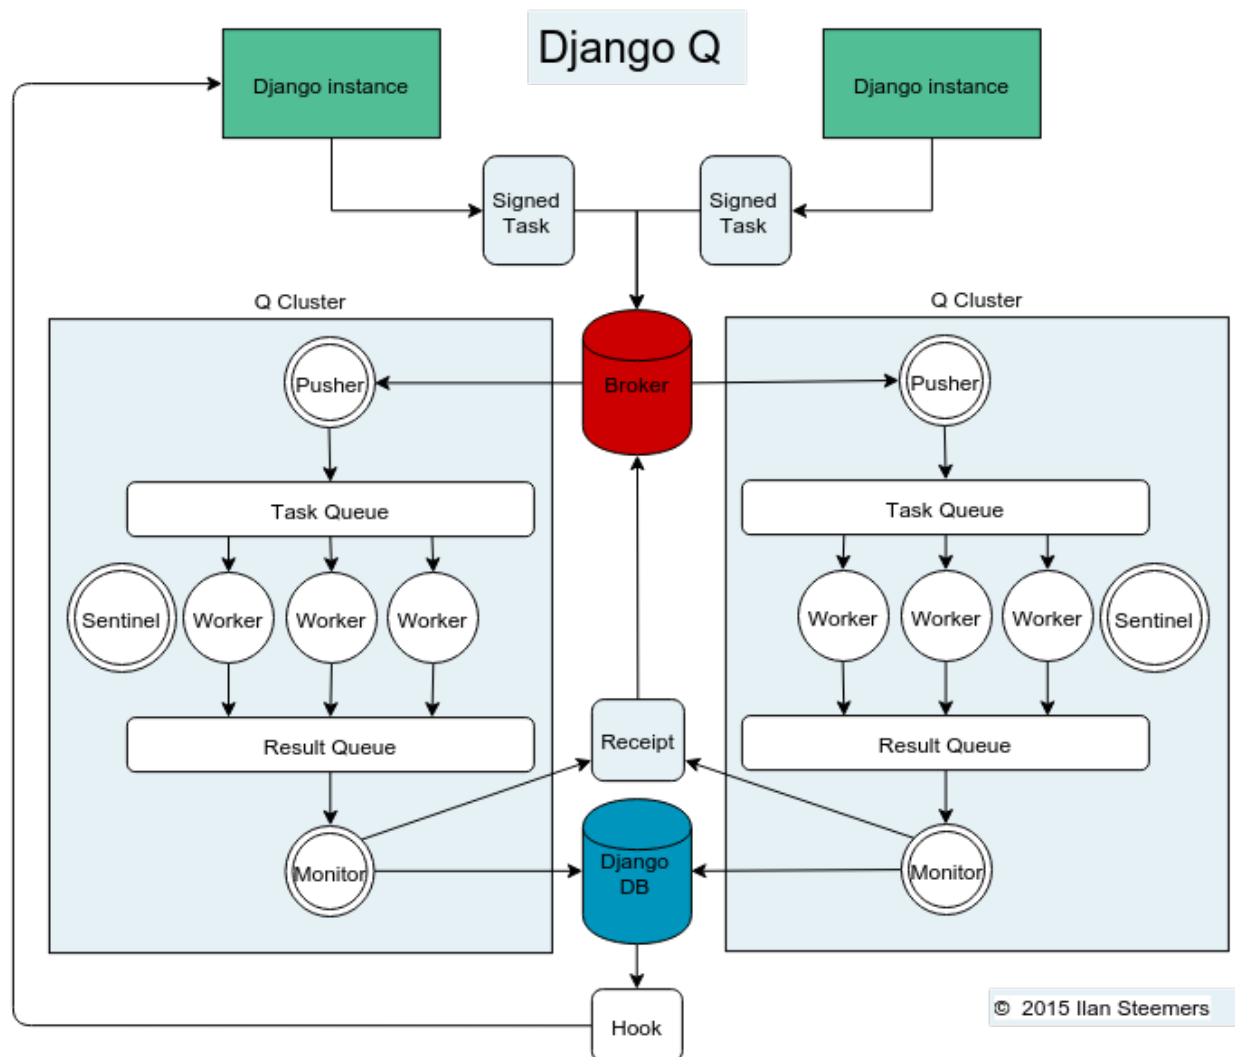 Django Q
Django instance
Django instance
Signed
Task
Signed
Task
Q Cluster
Q Cluster
Pusher
Broker
Pusher
Task Queue
Task Queue
Sentinel
Worker
Worker
Worker
Worker
Worker
Worker
Sentinel
Result Queue
Receipt
Result Queue
Monitor
Django
DB
Monitor
Hook
© 2015 Ilan Steemers